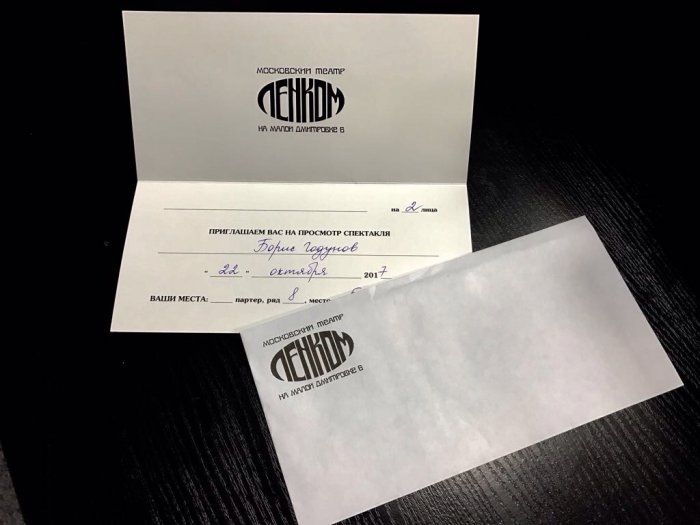 МОСКОВСКИЙ ТЕАТР
ЛЕНКОМ
НА МАЛОЙ ДМИТРОВКЕ 6
на 2 лица
ПРИГЛАШАЕМ ВАС НА ПРОСМОТР СПЕКТАКЛЯ
Борис Годунов
"22" октября 2017
ВАШИ МЕСТА: партер, ряд 8, место
МОСКОВСКИЙ ТЕАТР
ЛЕНКОМ
НА МАЛОЙ ДМИТРОВКЕ 6